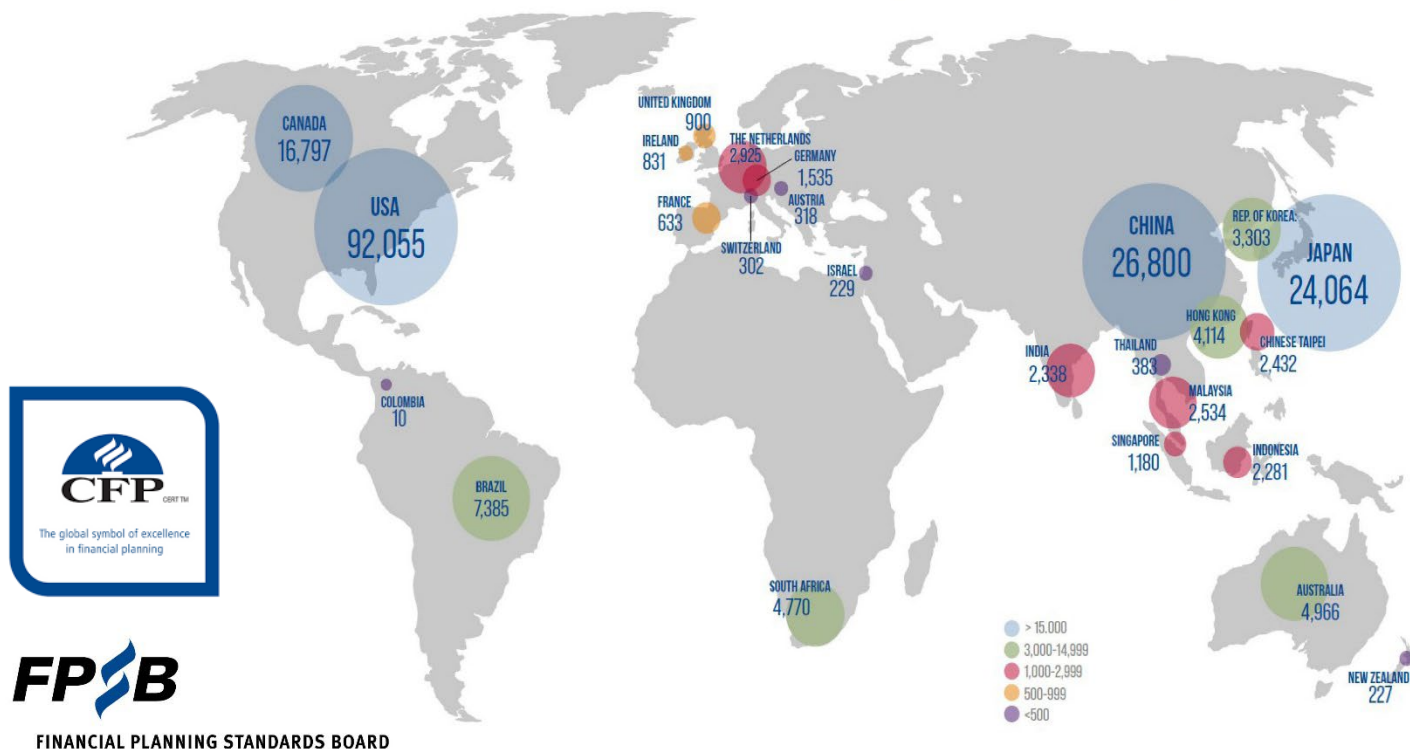 CANADA
16,797
USA
92,055
UNITED KINGDOM
900
IRELAND
831
THE NETHERLANDS
2,925
GERMANY
1,535
AUSTRIA
318
FRANCE
633
SWITZERLAND
302
ISRAEL
229
CHINA
26,800
REP. OF KOREA:
3,303
JAPAN
24,064
HONG KONG
4,114
CHINESE TAIPEI
2,432
INDIA
2,338
THAILAND
383
MALAYSIA
2,534
SINGAPORE
1,180
INDONESIA
2,281
COLOMBIA
10
BRAZIL
7,385
SOUTH AFRICA
4,770
AUSTRALIA
4,966
NEW ZEALAND
227
> 15.000
3,000-14,999
1,000-2,999
500-999
<500
CFP CERT TM
The global symbol of excellence
in financial planning
FPSB
FINANCIAL PLANNING STANDARDS BOARD